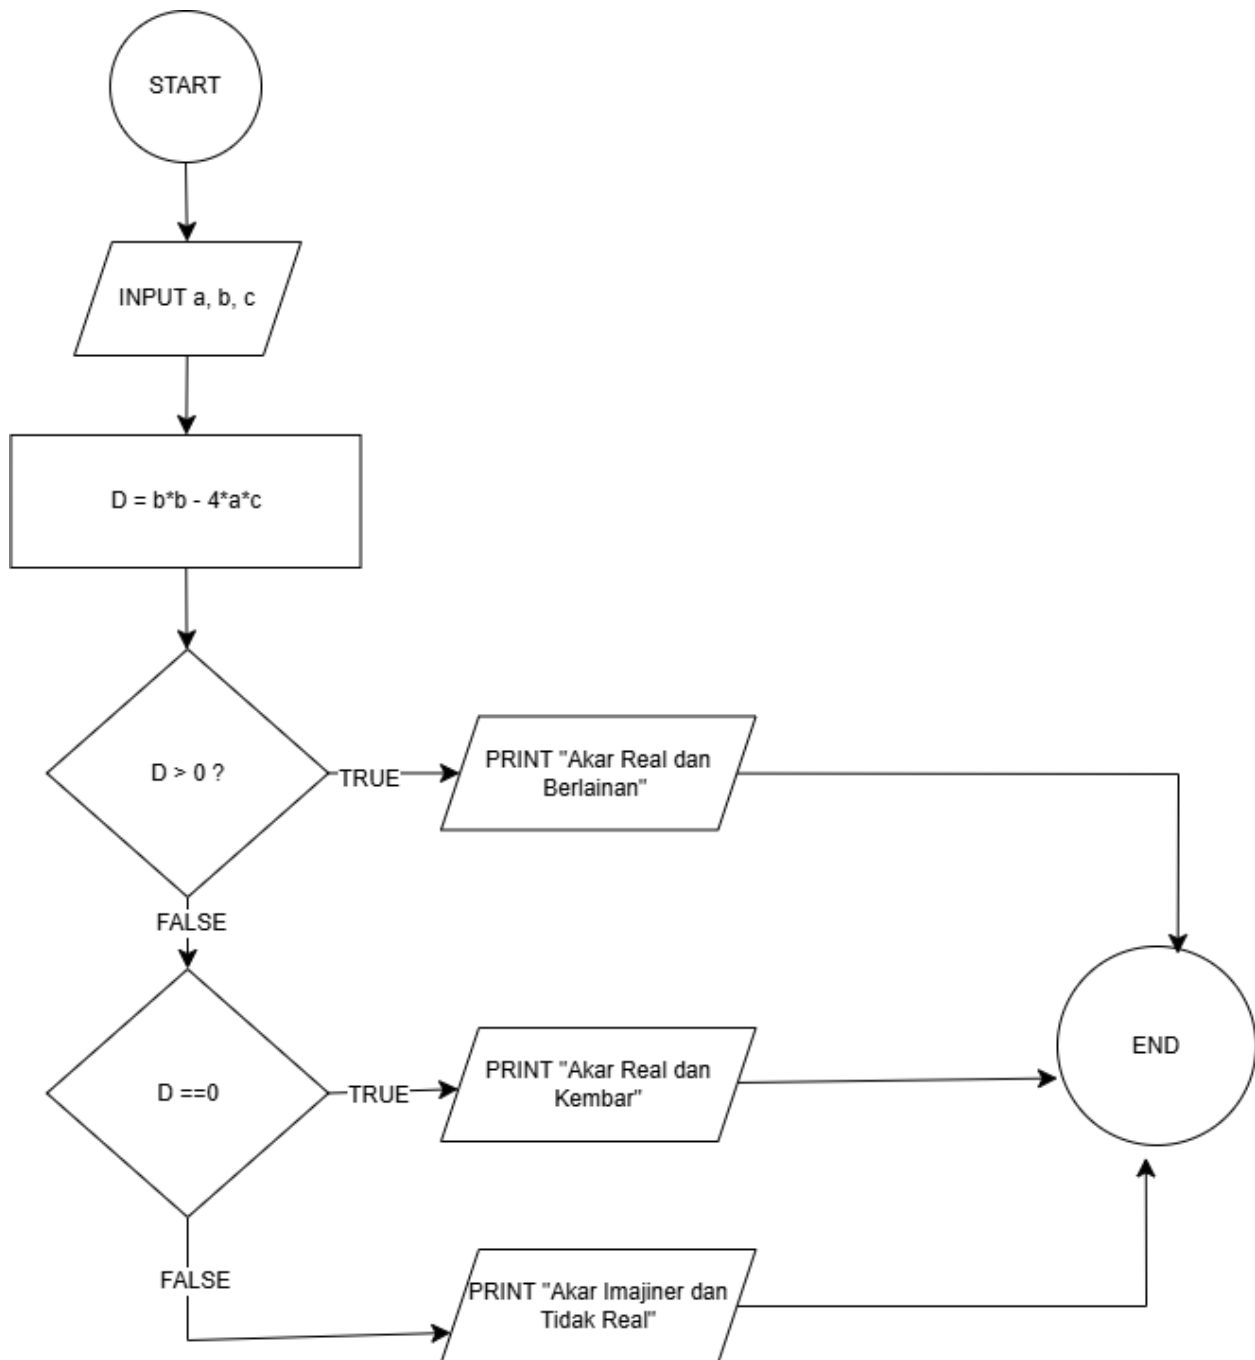 START
INPUT a, b, c
D = b*b - 4*a*c
D > 0 ?
TRUE
PRINT "Akar Real dan
Berlainan"
FALSE
D ==0
TRUE
PRINT "Akar Real dan
Kembar"
END
FALSE
PRINT "Akar Imajiner dan
Tidak Real"